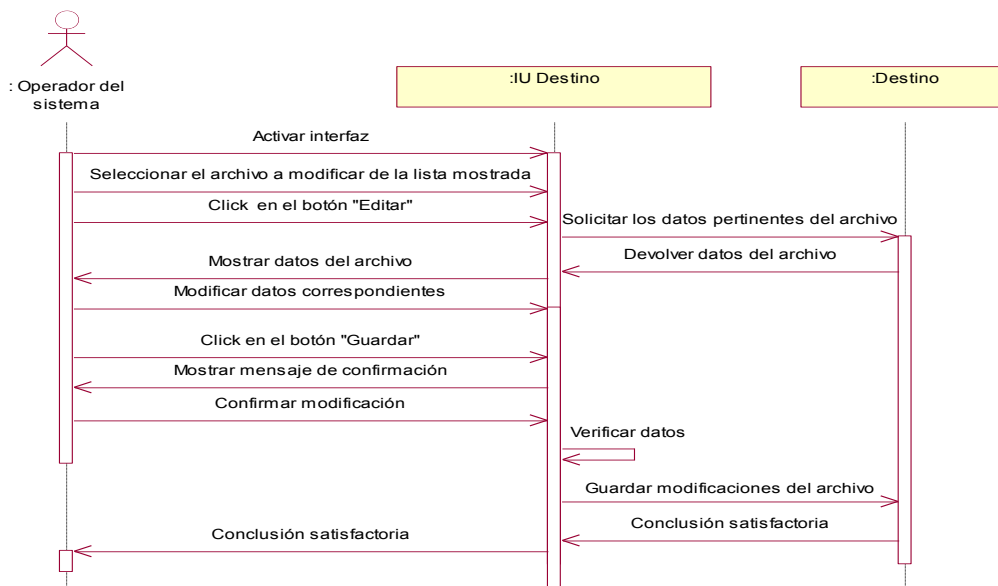 : Operador del
sistema
:IU Destino
:Destino
Activar interfaz
Seleccionar el archivo a modificar de la lista mostrada
Click en el botón "Editar"
Solicitar los datos pertinentes del archivo
Devolver datos del archivo
Mostrar datos del archivo
Modificar datos correspondientes
Click en el botón "Guardar"
Mostrar mensaje de confirmación
Confirmar modificación
Verificar datos
Guardar modificaciones del archivo
Conclusión satisfactoria
Conclusión satisfactoria